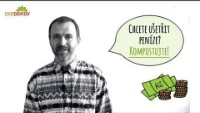 EKODOMOV
CHCETE UŠETŘIT
PENÍZE?
KOMPOSTUJTE!
KČ